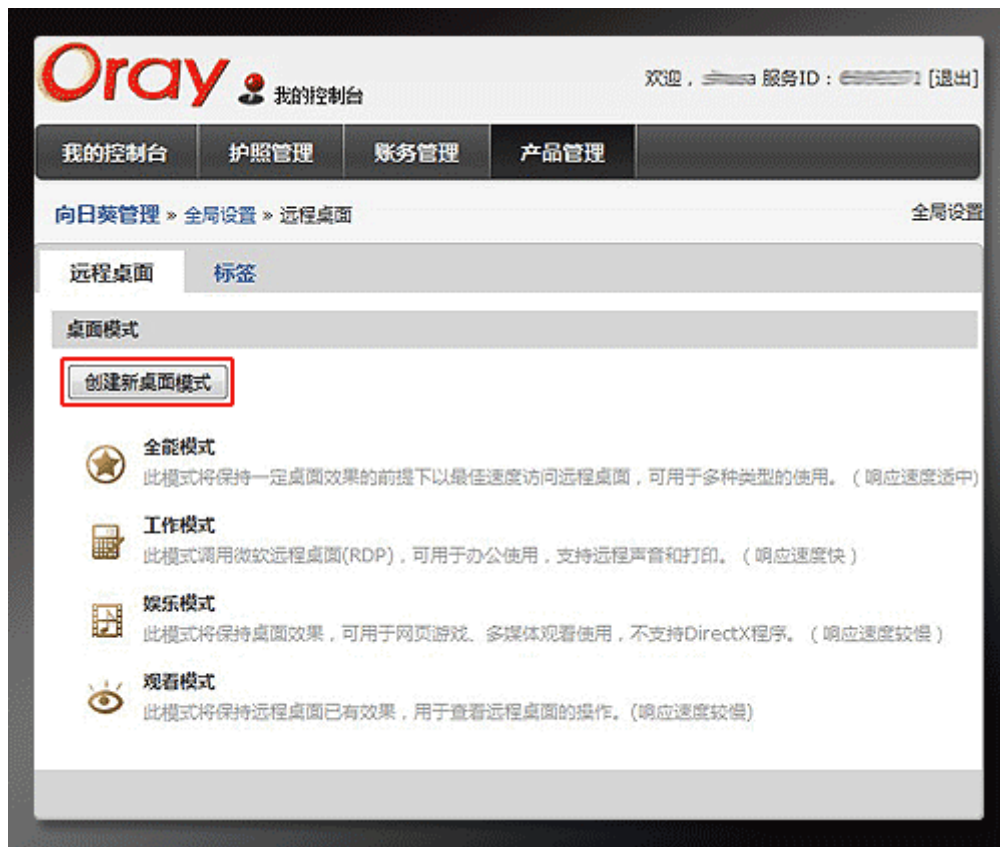 Oray 我的控制台
欢迎， 服务ID： [退出]
我的控制台 护照管理 账务管理 产品管理
向日葵管理 » 全局设置 » 远程桌面 全局设置
远程桌面 标签
桌面模式
创建新桌面模式
全能模式
此模式将保持一定桌面效果的前提下以最佳速度访问远程桌面，可用于多种类型的使用。（响应速度适中)
工作模式
此模式调用微软远程桌面(RDP)，可用于办公使用，支持远程声音和打印。（响应速度快）
娱乐模式
此模式将保持桌面效果，可用于网页游戏、多媒体观看使用，不支持DirectX程序。（响应速度较慢）
观看模式
此模式将保持远程桌面已有效果，用于查看远程桌面的操作。(响应速度较慢)